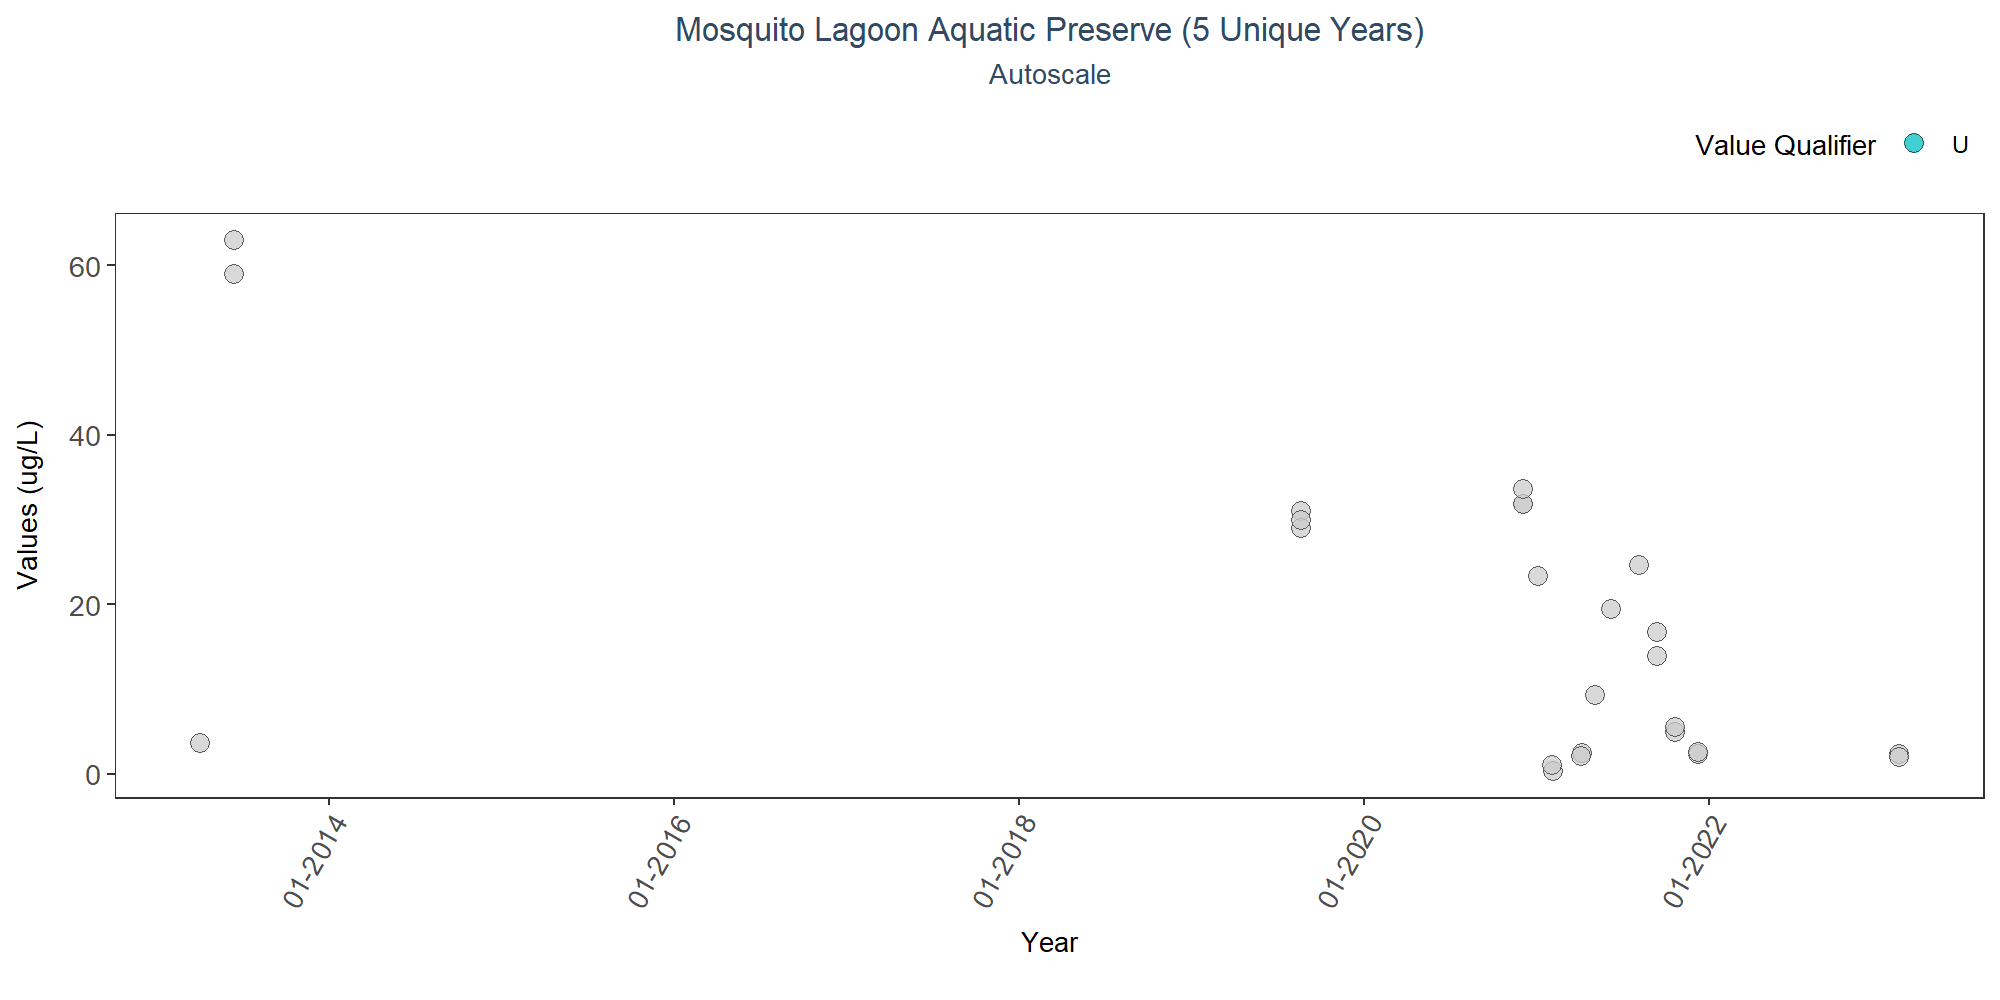 Mosquito Lagoon Aquatic Preserve (5 Unique Years)
Autoscale
Value Qualifier U
Values (ug/L)
60
40
20
0
01-2014
01-2016
01-2018
01-2020
01-2022
Year